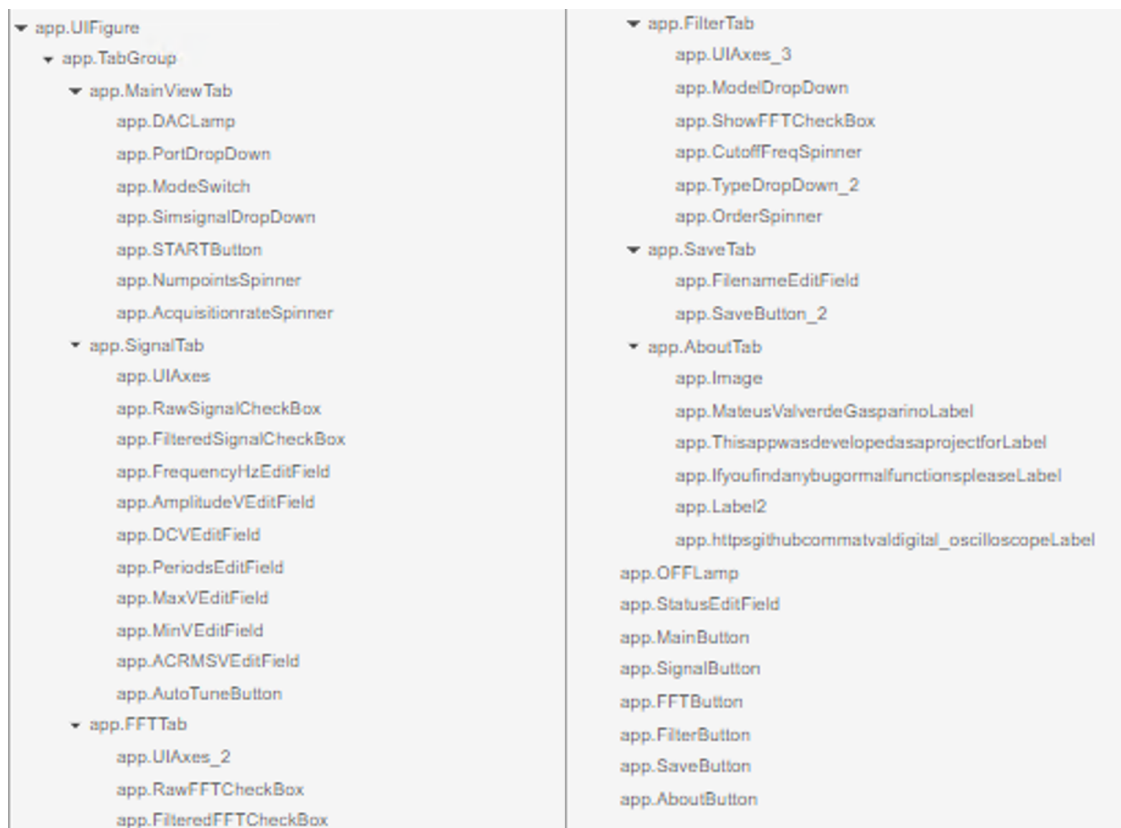 app.UIFigure
app.TabGroup
app.MainViewTab
app.DACLamp
app.PortDropDown
app.ModeSwitch
app.SimsignalDropDown
app.STARTButton
app.NumpointsSpinner
app.AcquisitionrateSpinner
app.SignalTab
app.UIAxes
app.RawSignalCheckBox
app.FilteredSignalCheckBox
app.FrequencyHzEditField
app.AmplitudeVEditField
app.DCVEditField
app.PeriodsEditField
app.MaxVEditField
app.MinVEditField
app.ACRMSVEditField
app.AutoTuneButton
app.FFTTab
app.UIAxes_2
app.RawFFTCheckBox
app.FilteredFFTCheckBox
app.FilterTab
app.UIAxes_3
app.ModelDropDown
app.ShowFFTCheckBox
app.CutoffFreqSpinner
app.TypeDropDown_2
app.OrderSpinner
app.SaveTab
app.FilenameEditField
app.SaveButton_2
app.AboutTab
app.Image
app.MateusValverdeGasparinoLabel
app.ThisappwasdevelopedasaprojectforLabel
app.IfyoufindanybugormalfunctionspleaseLabel
app.Label2
app.httpsgithubcommatvaldigital_oscilloscopeLabel
app.OFFLamp
app.StatusEditField
app.MainButton
app.SignalButton
app.FFTButton
app.FilterButton
app.SaveButton
app.AboutButton